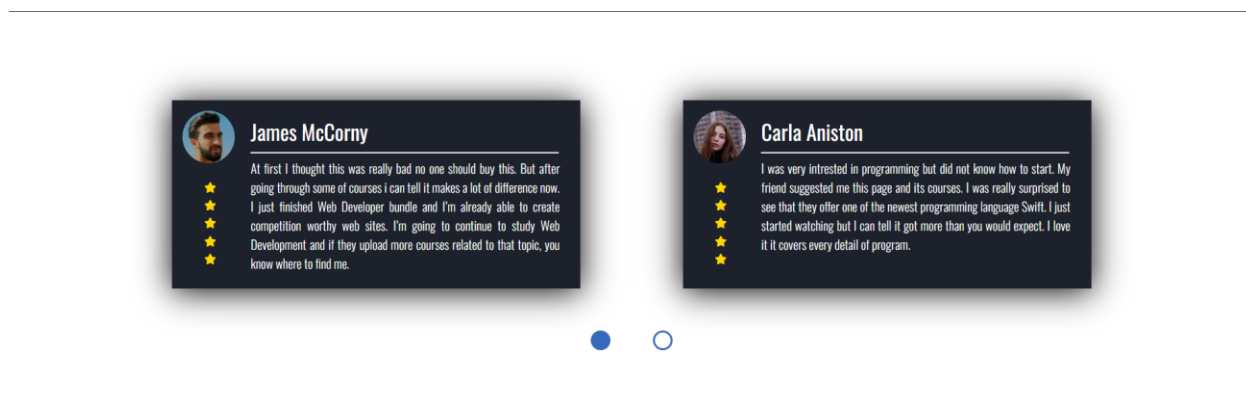 James McCorny
At first I thought this was really bad no one should buy this. But after
going through some of courses i can tell it makes a lot of difference now.
I just finished Web Developer bundle and I'm already able to create
competition worthy web sites. I'm going to continue to study Web
Development and if they upload more courses related to that topic, you
know where to find me.
Carla Aniston
I was very intrested in programming but did not know how to start. My
friend suggested me this page and its courses. I was really surprised to
see that they offer one of the newest programming language Swift. I just
started watching but I can tell it got more than you would expect. I love
it it covers every detail of program.